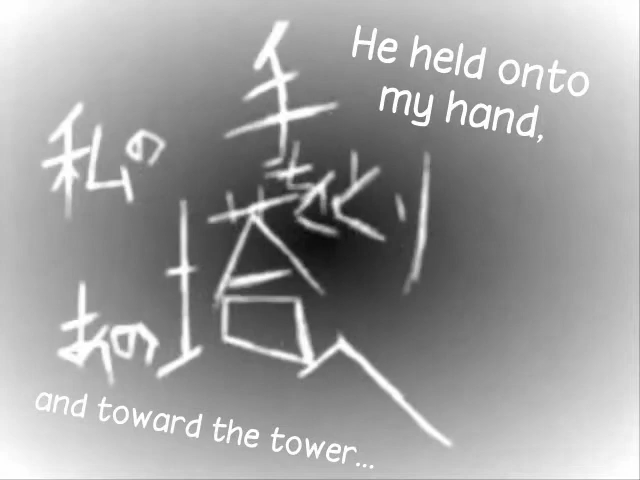 He held onto
my hand,
私の
手をとり
あの塔へ
and toward the tower...